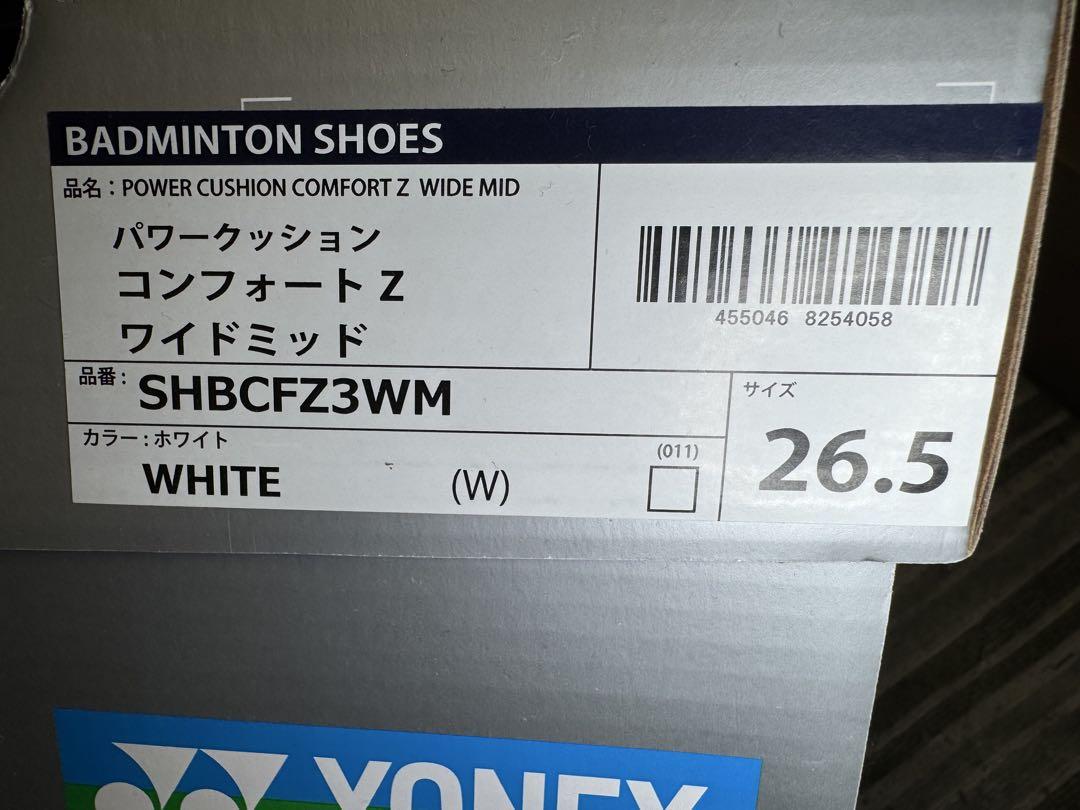 BADMINTON SHOES
品名：POWER CUSHION COMFORT Z WIDE MID
パワークッション
コンフォート Z
ワイドミッド
455046 8254058
品番：
SHBCFZ3WM
サイズ
26.5
カラー：ホワイト
WHITE (W) (011)
YONEX